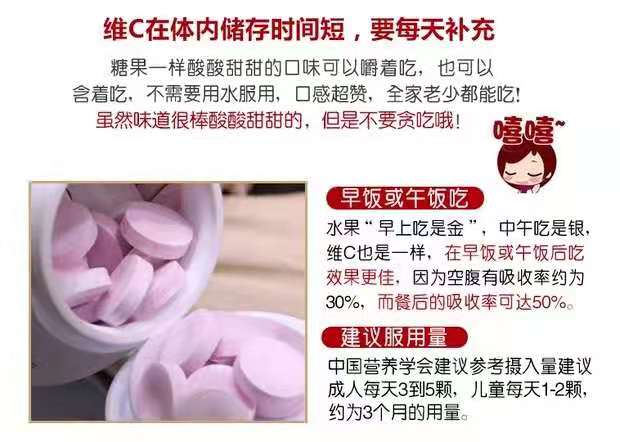 维C在体内储存时间短，要每天补充
糖果一样酸酸甜甜的口味可以嚼着吃，也可以
含着吃，不需要用水服用，口感超赞，全家老少都能吃!
虽然味道很棒酸酸甜甜的，但是不要贪吃哦!
嘻嘻~
早饭或午饭吃
水果“早上吃是金”，中午吃是银，
维C也是一样，在早饭或午饭后吃
效果更佳，因为空腹有吸收率约为
30%，而餐后的吸收率可达50%。
建议服用量
中国营养学会建议参考摄入量建议
成人每天3到5颗，儿童每天1-2颗，
约为3个月的用量。